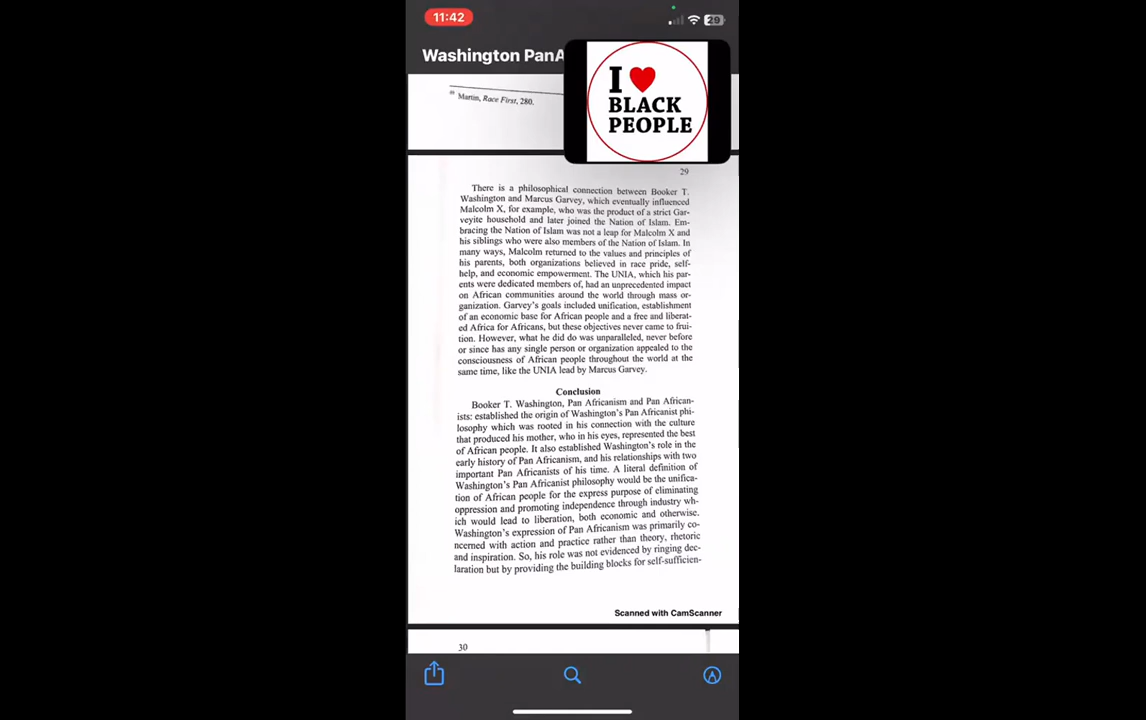 11:42
29
Washington PanA
I
BLACK
PEOPLE
Martin, Race First, 280.
29
There is a philosophical connection between Booker T.
Washington and Marcus Garvey, which eventually influenced
Malcolm X, for example, who was the product of a strict Gar-
veyite household and later joined the Nation of Islam. Em-
bracing the Nation of Islam was not a leap for Malcolm X and
his siblings who were also members of the Nation of Islam. In
many ways, Malcolm returned to the values and principles of
his parents, both organizations believed in race pride, self-
help, and economic empowerment. The UNIA, which his par-
ents were dedicated members of, had an unprecedented impact
on African communities around the world through mass or-
ganization. Garvey's goals included unification, establishment
of an economic base for African people and a free and liberat-
ed Africa for Africans, but these objectives never came to frui-
tion. However, what he did do was unparalleled, never before
or since has any single person or organization appealed to the
consciousness of African people throughout the world at the
same time, like the UNIA lead by Marcus Garvey.
Conclusion
Booker T. Washington, Pan Africanism and Pan African-
ists: established the origin of Washington's Pan Africanist phi-
losophy which was rooted in his connection with the culture
that produced his mother, who in his eyes, represented the best
of African people. It also established Washington's role in the
early history of Pan Africanism, and his relationships with two
important Pan Africanists of his time. A literal definition of
Washington's Pan Africanist philosophy would be the unifica-
tion of African people for the express purpose of eliminating
oppression and promoting independence through industry wh-
ich would lead to liberation, both economic and otherwise.
Washington's expression of Pan Africanism was primarily co-
ncerned with action and practice rather than theory, rhetoric
and inspiration. So, his role was not evidenced by ringing dec-
laration but by providing the building blocks for self-sufficien-
Scanned with CamScanner
30